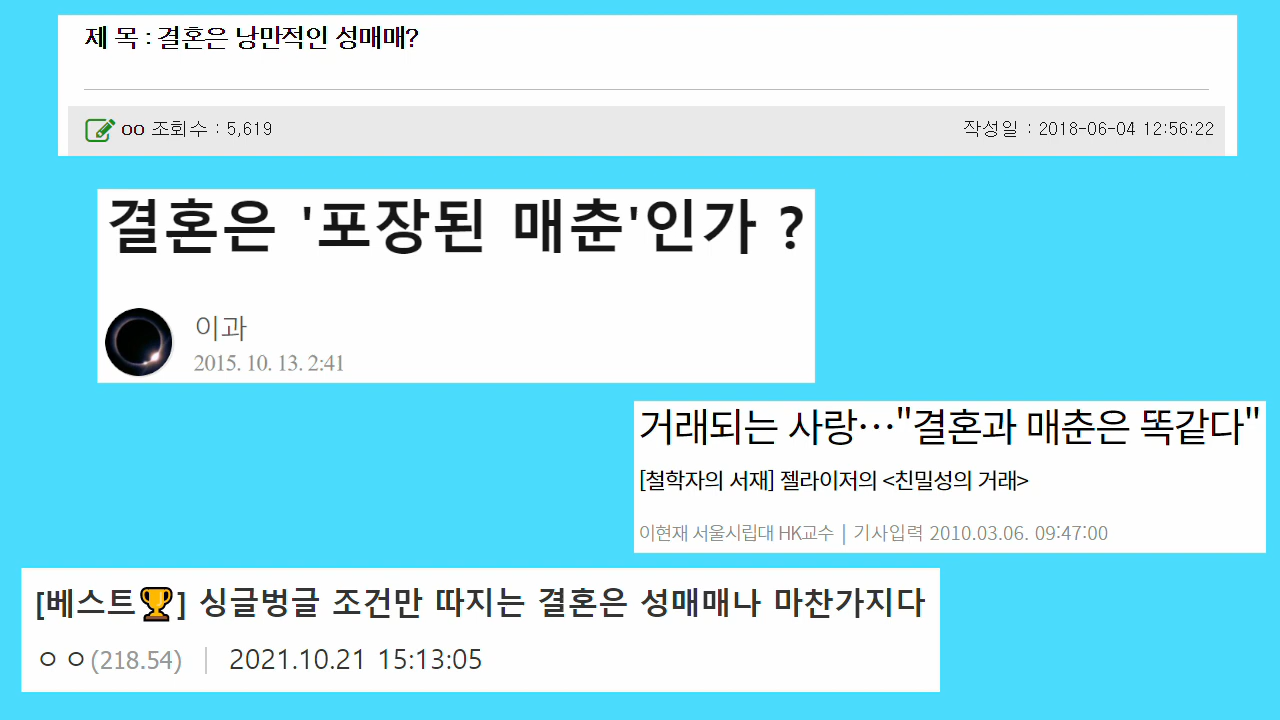 제 목 : 결혼은 낭만적인 성매매?
oo 조회수 : 5,619 작성일 : 2018-06-04 12:56:22
결혼은 '포장된 매춘'인가 ?
이과
2015. 10. 13. 2:41
거래되는 사랑…"결혼과 매춘은 똑같다"
[철학자의 서재] 젤라이저의 <친밀성의 거래>
이현재 서울시립대 HK교수 | 기사입력 2010.03.06. 09:47:00
[베스트🏆] 싱글벙글 조건만 따지는 결혼은 성매매나 마찬가지다
ㅇㅇ(218.54) | 2021.10.21 15:13:05